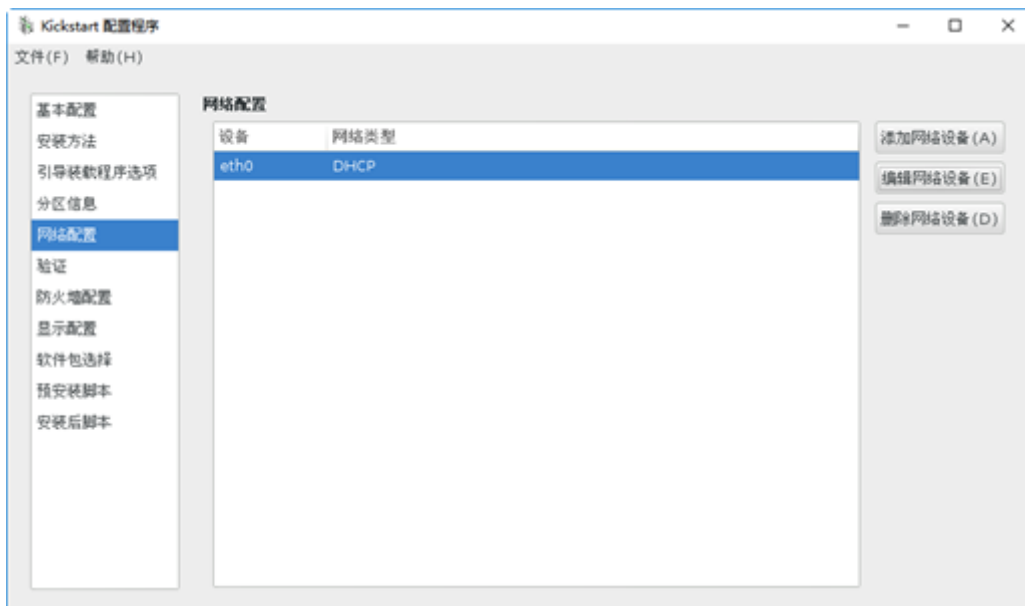 Kickstart 配置程序
文件(F) 帮助(H)
基本配置
安装方法
引导装载程序选项
分区信息
网络配置
验证
防火墙配置
显示配置
软件包选择
预安装脚本
安装后脚本
网络配置
设备 网络类型
eth0 DHCP
添加网络设备(A)
编辑网络设备(E)
删除网络设备(D)